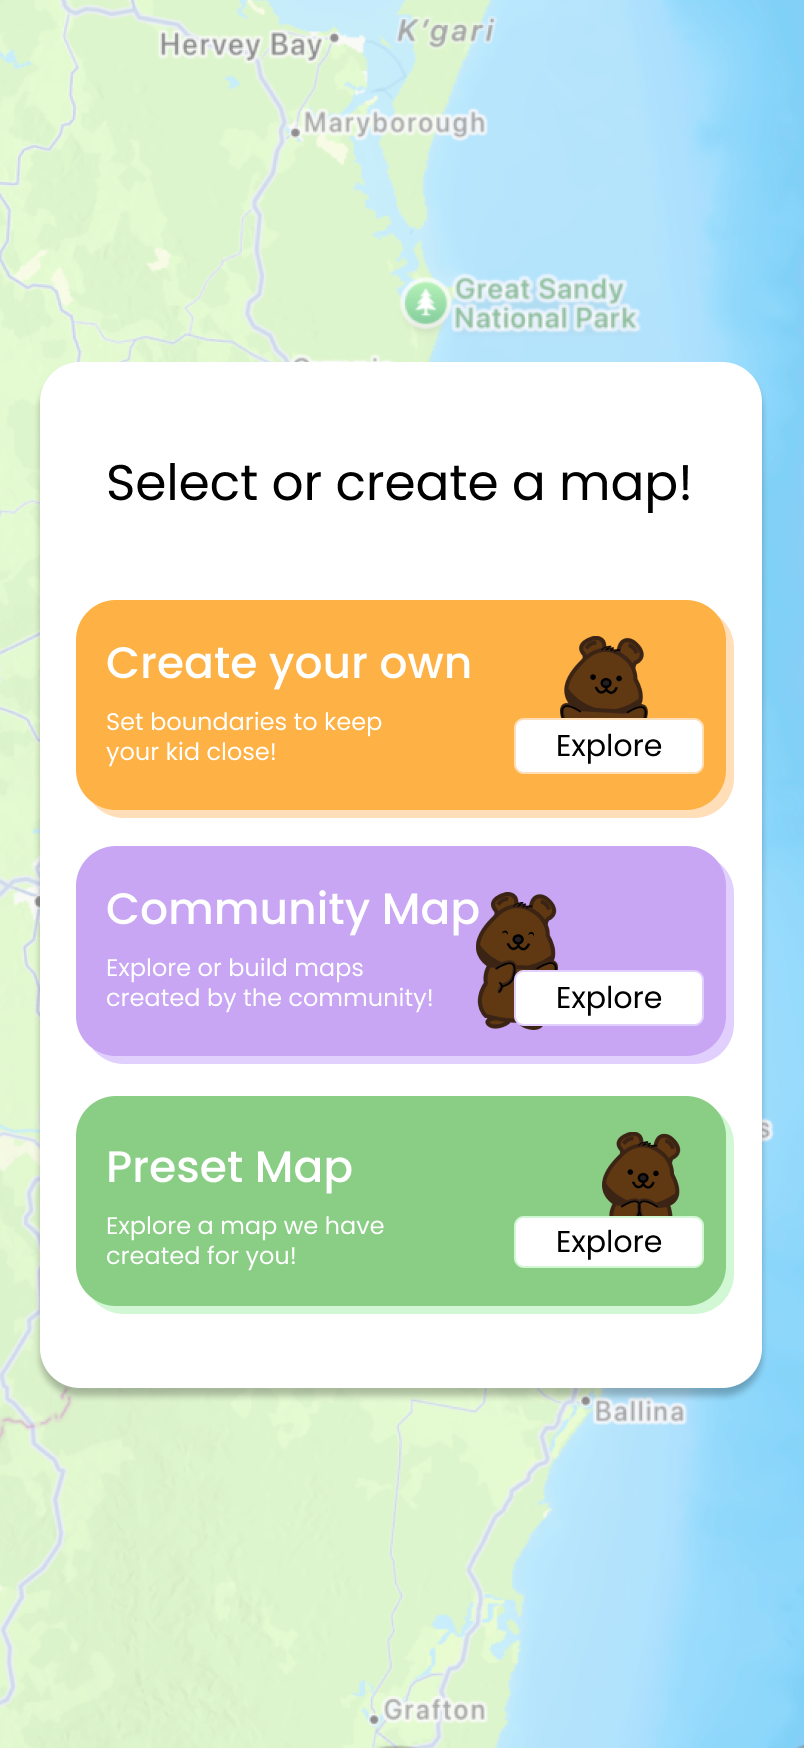 Hervey Bay
K'gari
Maryborough
Great Sandy
National Park
Select or create a map!
Create your own
Set boundaries to keep
your kid close!
Explore
Community Map
Explore or build maps
created by the community!
Explore
Preset Map
Explore a map we have
created for you!
Explore
Ballina
Grafton